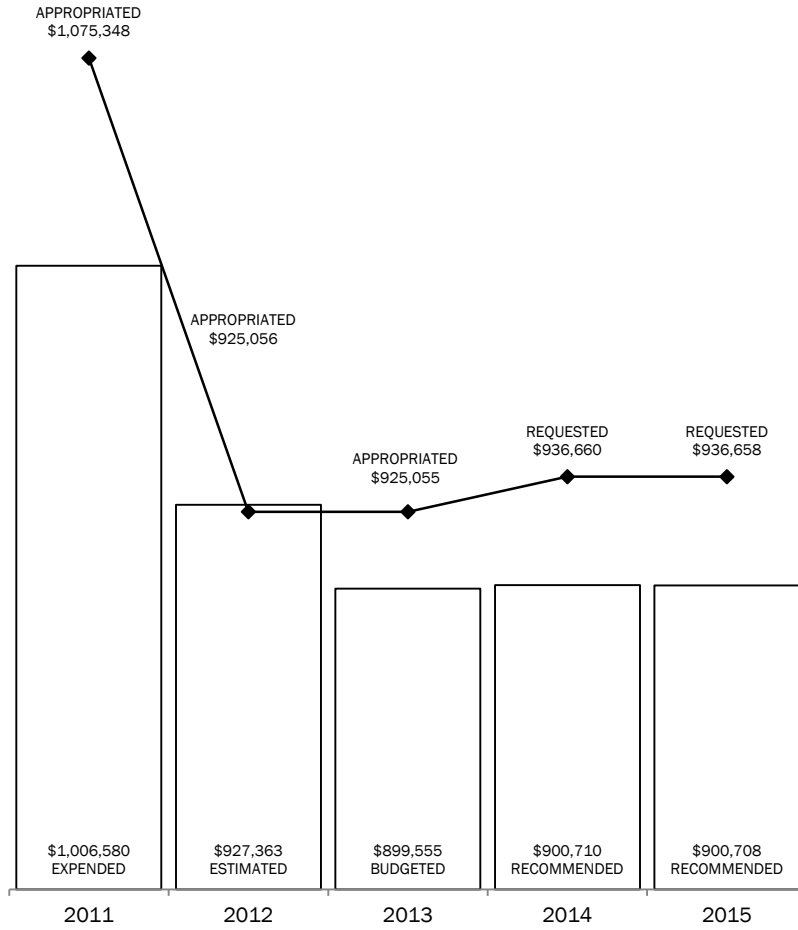 APPROPRIATED
$1,075,348
APPROPRIATED
$925,056
APPROPRIATED
$925,055
REQUESTED
$936,660
REQUESTED
$936,658
$1,006,580
EXPENDED
$927,363
ESTIMATED
$899,555
BUDGETED
$900,710
RECOMMENDED
$900,708
RECOMMENDED
2011
2012
2013
2014
2015